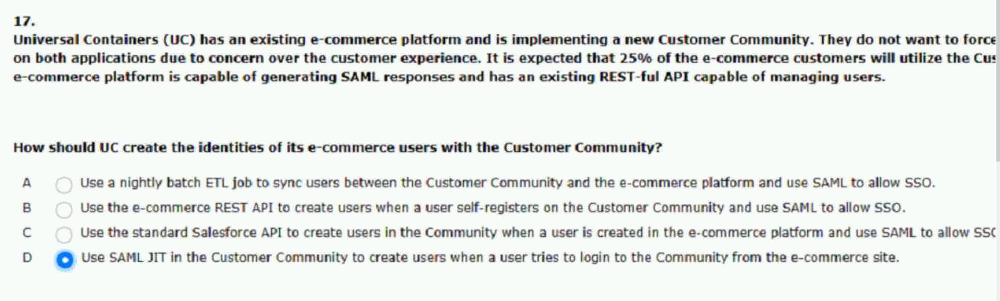 17.
Universal Containers (UC) has an existing e-commerce platform and is implementing a new Customer Community. They do not want to force
on both applications due to concern over the customer experience. It is expected that 25% of the e-commerce customers will utilize the
e-commerce platform is capable of generating SAML responses and has an existing REST-ful API capable of managing users.
How should UC create the identities of its e-commerce users with the Customer Community?
A Use a nightly batch ETL job to sync users between the Customer Community and the e-commerce platform and use SAML to allow SSO.
B Use the e-commerce REST API to create users when a user self-registers on the Customer Community and use SAML to allow SSO.
C Use the standard Salesforce API to create users in the Community when a user is created in the e-commerce platform and use SAML to allow
D Use SAML JIT in the Customer Community to create users when a user tries to login to the Community from the e-commerce site.